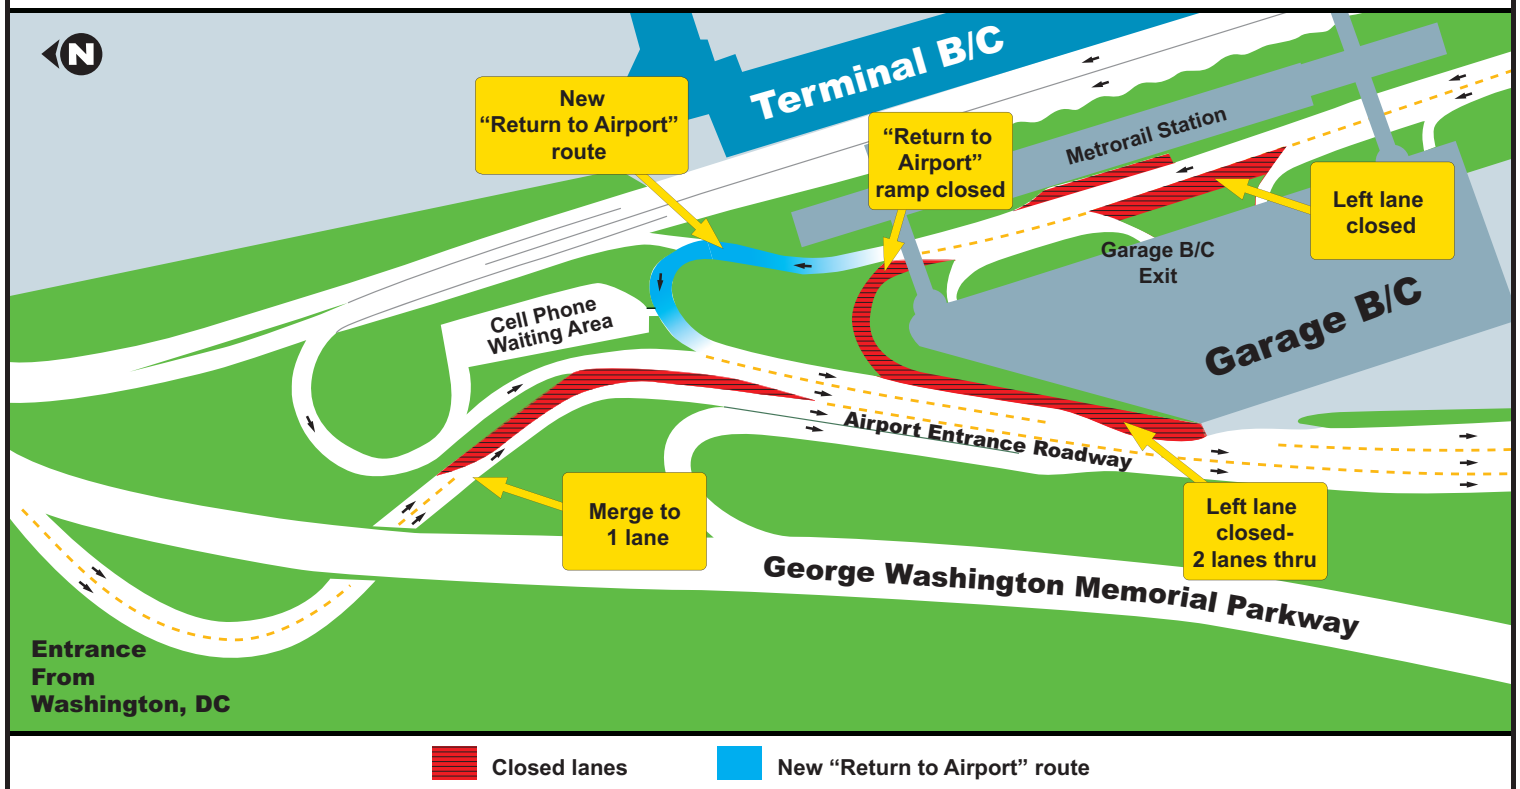 N
Terminal B/C
New
“Return to Airport”
route
“Return to
Airport”
ramp closed
Metrorail Station
Left lane
closed
Garage B/C
Exit
Garage B/C
Cell Phone
Waiting Area
Airport Entrance Roadway
Merge to
1 lane
Left lane
closed-
2 lanes thru
George Washington Memorial Parkway
Entrance
From
Washington, DC
Closed lanes
New “Return to Airport” route